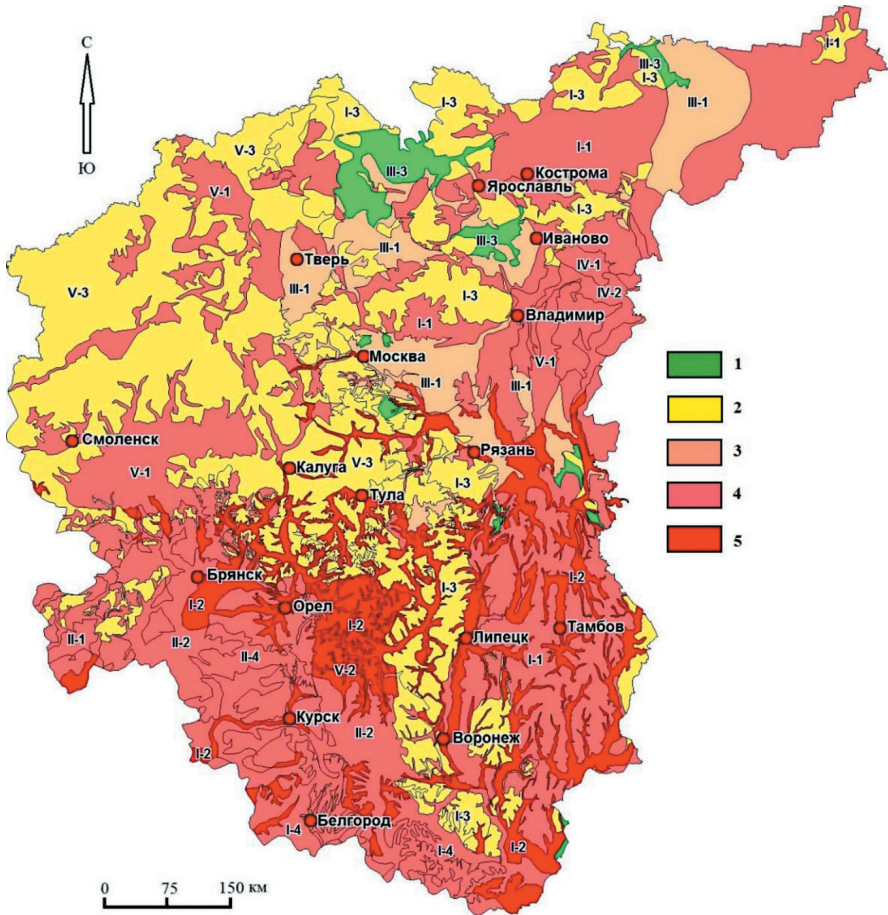 С
Ю
I-1
III-3
I-3
III-1
I-3
I-3
I-3
V-3
V-1
III-3
I-1
Кострома
Ярославль
I-3
III-3
Иваново
III-1
Тверь
IV-1
IV-2
V-3
III-1
I-3
I-1
Владимир
Москва
III-1
V-1
III-1
1
2
3
4
5
Смоленск
V-1
Калуга
V-3
Рязань
I-3
Тула
Брянск
I-2
Орел
I-3
I-2
I-2
II-1
II-2
II-4
V-2
Липецк
Тамбов
I-1
Курск
II-2
I-2
Воронеж
Белгород
I-4
I-3
I-4
I-2
0 75 150 км